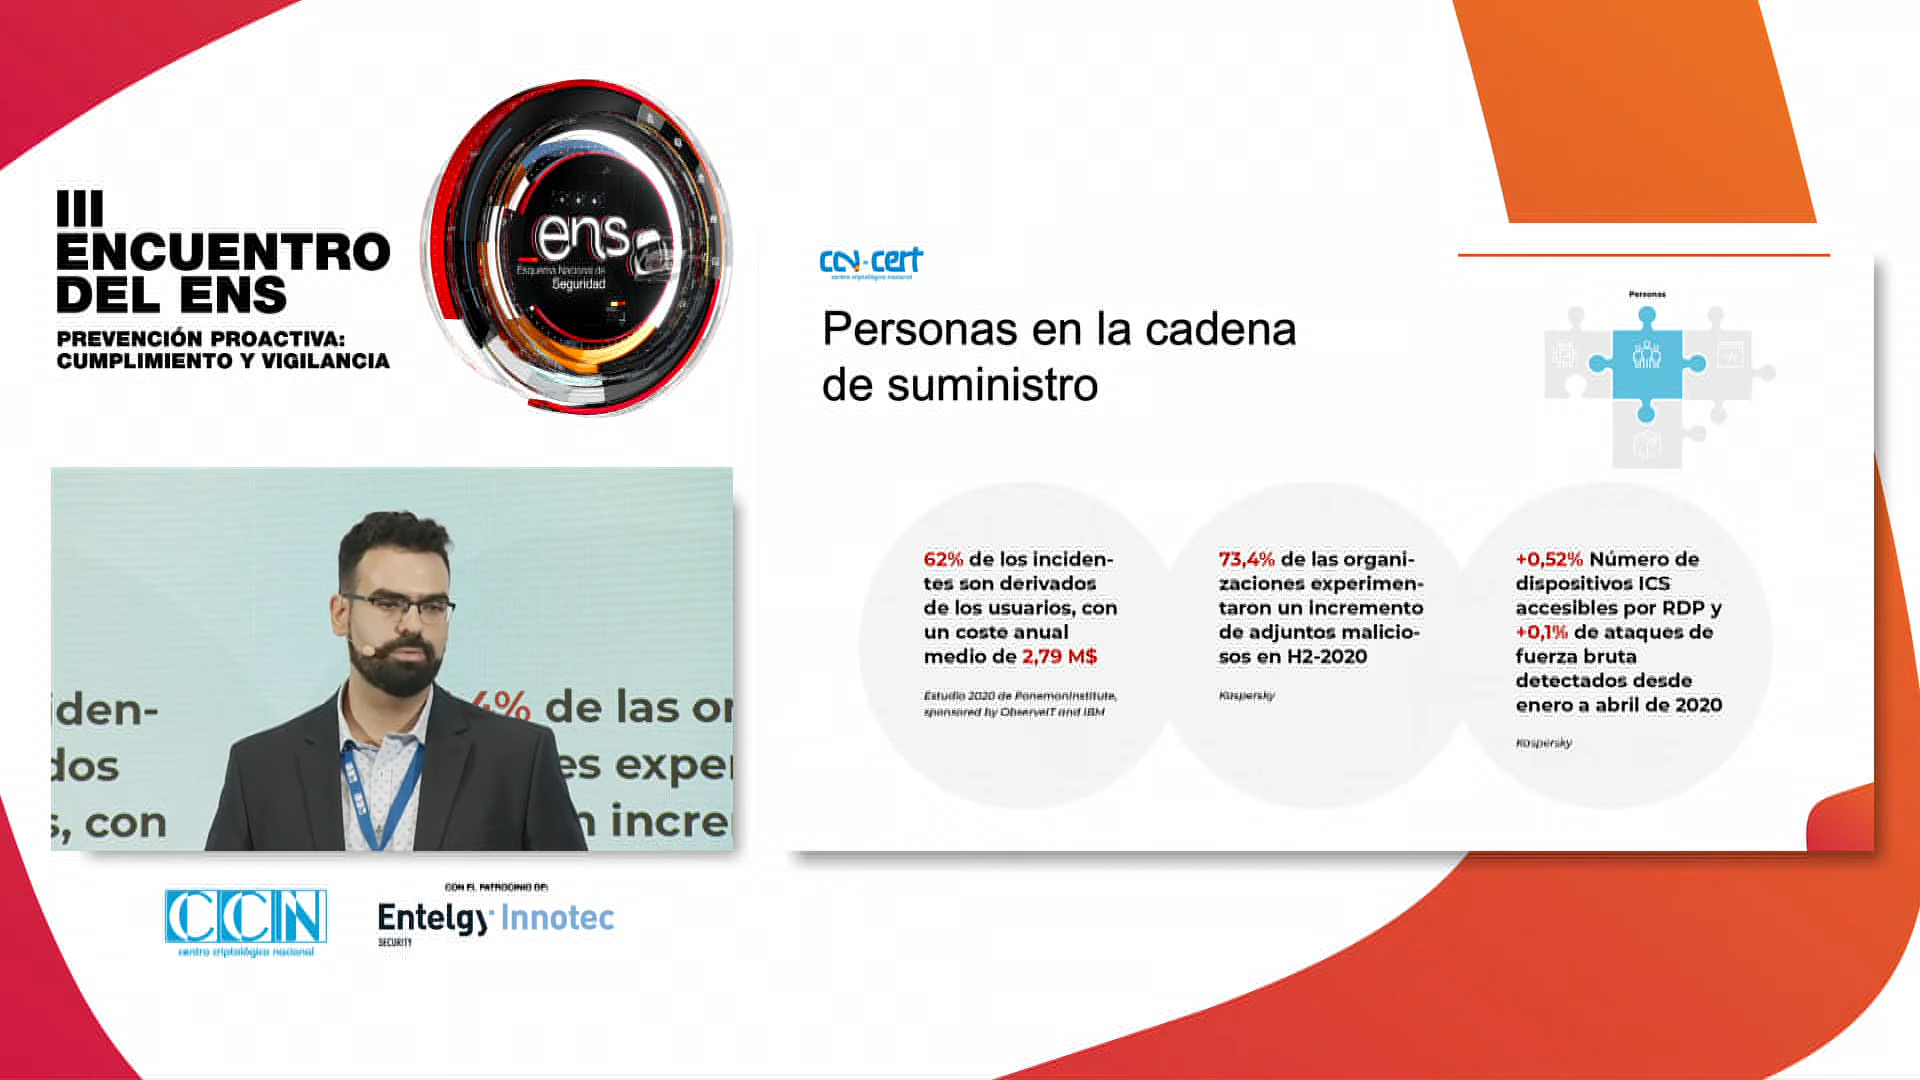 III
ENCUENTRO
DEL ENS
PREVENCIÓN PROACTIVA:
CUMPLIMIENTO Y VIGILANCIA
ens
Esquema Nacional de
Seguridad
iden-
dos
s, con
4% de las or
es exper
n incre
CCN
centro criptológico nacional
CON EL PATROCINIO DE:
Entelgy Innotec
SECURITY
ccn-cert
centro criptológico nacional
Personas en la cadena
de suministro
Personas
62% de los inciden-
tes son derivados
de los usuarios, con
un coste anual
medio de 2,79 M$
Estudio 2020 de PonemonInstitute,
sponsored by ObserveIT and IBM
73,4% de las organi-
zaciones experimen-
taron un incremento
de adjuntos malicio-
sos en H2-2020
Kaspersky
+0,52% Número de
dispositivos ICS
accesibles por RDP y
+0,1% de ataques de
fuerza bruta
detectados desde
enero a abril de 2020
Kaspersky